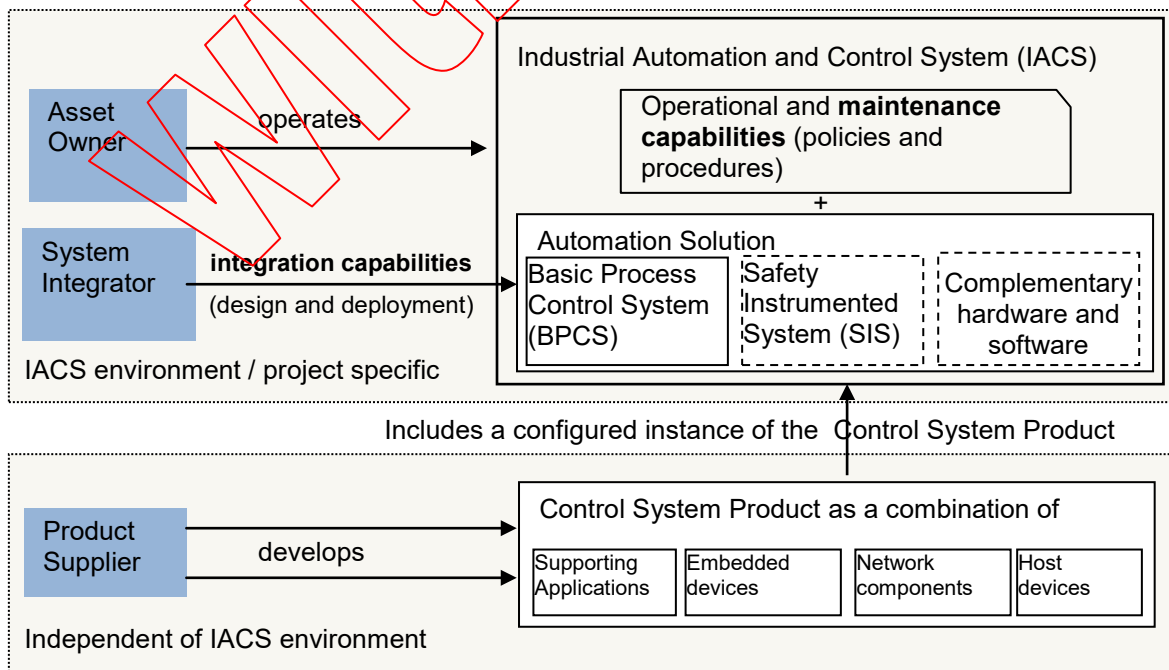 Industrial Automation and Control System (IACS)
Asset
Owner
operates
Operational and maintenance
capabilities (policies and
procedures)
+
System
Integrator
integration capabilities
(design and deployment)
Automation Solution
Basic Process
Control System
(BPCS)
Safety
Instrumented
System (SIS)
Complementary
hardware and
software
IACS environment / project specific
Includes a configured instance of the Control System Product
Product
Supplier
develops
Control System Product as a combination of
Supporting
Applications
Embedded
devices
Network
components
Host
devices
Independent of IACS environment